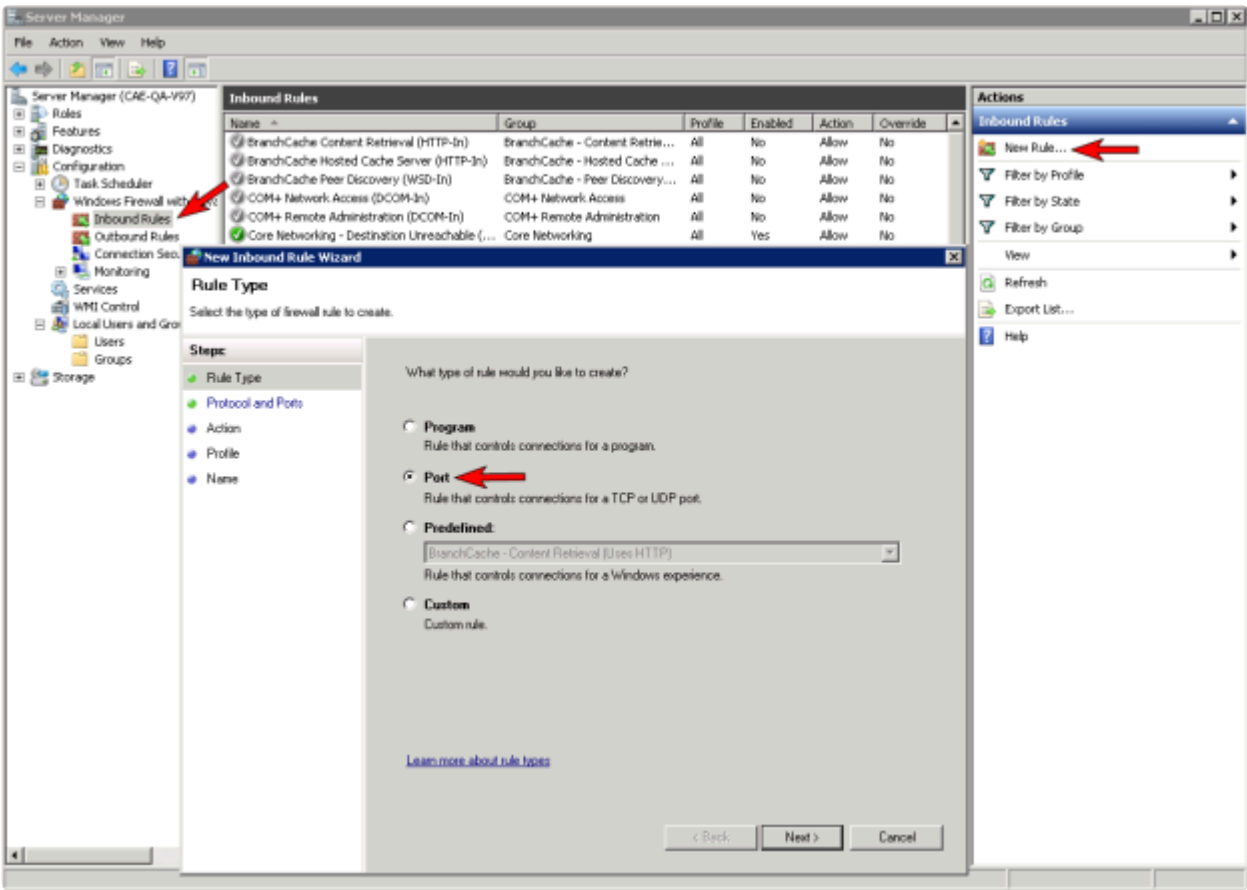 Server Manager
File Action View Help
Server Manager (CAE-QA-V97)
Roles
Features
Diagnostics
Configuration
Task Scheduler
Windows Firewall with
Inbound Rules
Outbound Rules
Connection Sec
Monitoring
Services
WMI Control
Local Users and Gro
Users
Groups
Storage
Inbound Rules
Name Group Profile Enabled Action Override
BranchCache Content Retrieval (HTTP-In) BranchCache - Content Retrie... All No Allow No
BranchCache Hosted Cache Server (HTTP-In) BranchCache - Hosted Cache ... All No Allow No
BranchCache Peer Discovery (WSD-In) BranchCache - Peer Discovery... All No Allow No
COM+ Network Access (DCOM-In) COM+ Network Access All No Allow No
COM+ Remote Administration (DCOM-In) COM+ Remote Administration All No Allow No
Core Networking - Destination Unreachable (... Core Networking All Yes Allow No
New Inbound Rule Wizard
Rule Type
Select the type of firewall rule to create.
Steps:
Rule Type
Protocol and Ports
Action
Profile
Name
What type of rule would you like to create?
Program
Rule that controls connections for a program.
Port
Rule that controls connections for a TCP or UDP port.
Predefined:
BranchCache - Content Retrieval (Uses HTTP)
Rule that controls connections for a Windows experience.
Custom
Custom rule.
Learn more about rule types
< Back Next > Cancel
Actions
Inbound Rules
New Rule...
Filter by Profile
Filter by State
Filter by Group
View
Refresh
Export List...
Help